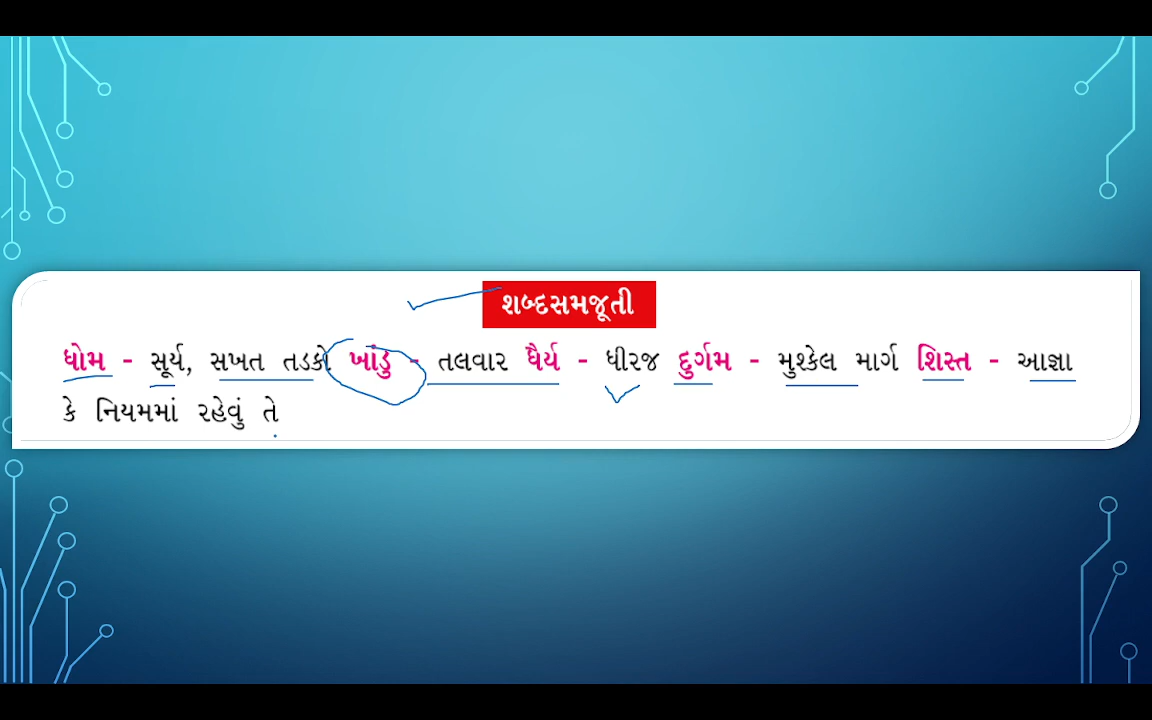 શબ્દસમજૂતી
ધોમ - સૂર્ય, સખત તડકો ખાંડુ - તલવાર ધૈર્ય - ધીરજ દુર્ગમ - મુશ્કેલ માર્ગ શિસ્ત - આજ્ઞા
કે નિયમમાં રહેવું તે